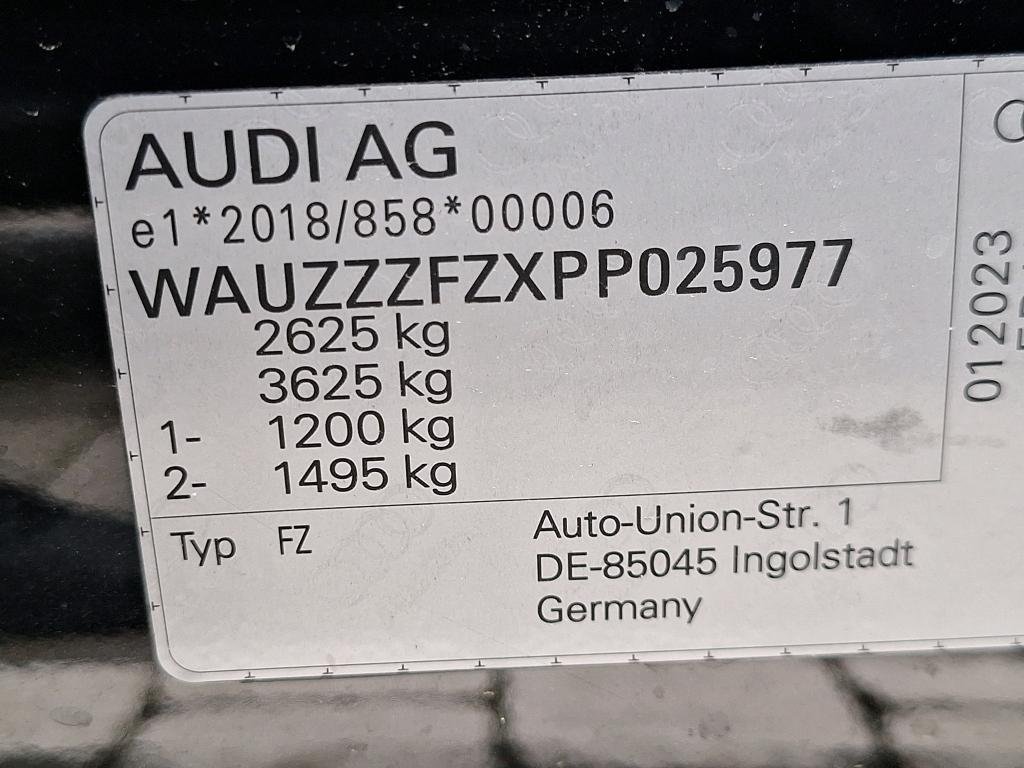 AUDI AG
e1*2018/858*00006
WAUZZZFZXPP025977
2625 kg
3625 kg
1- 1200 kg
2- 1495 kg
Typ FZ
Auto-Union-Str. 1
DE-85045 Ingolstadt
Germany
012023